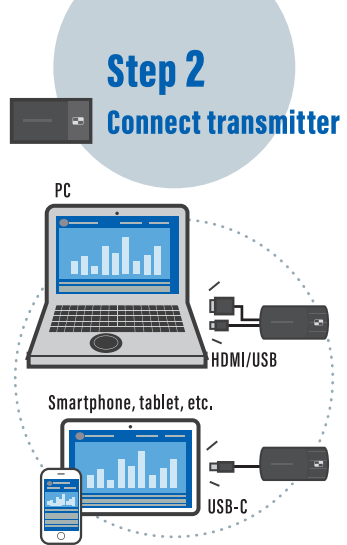 Step 2
Connect transmitter
PC
HDMI/USB
Smartphone, tablet, etc.
USB-C